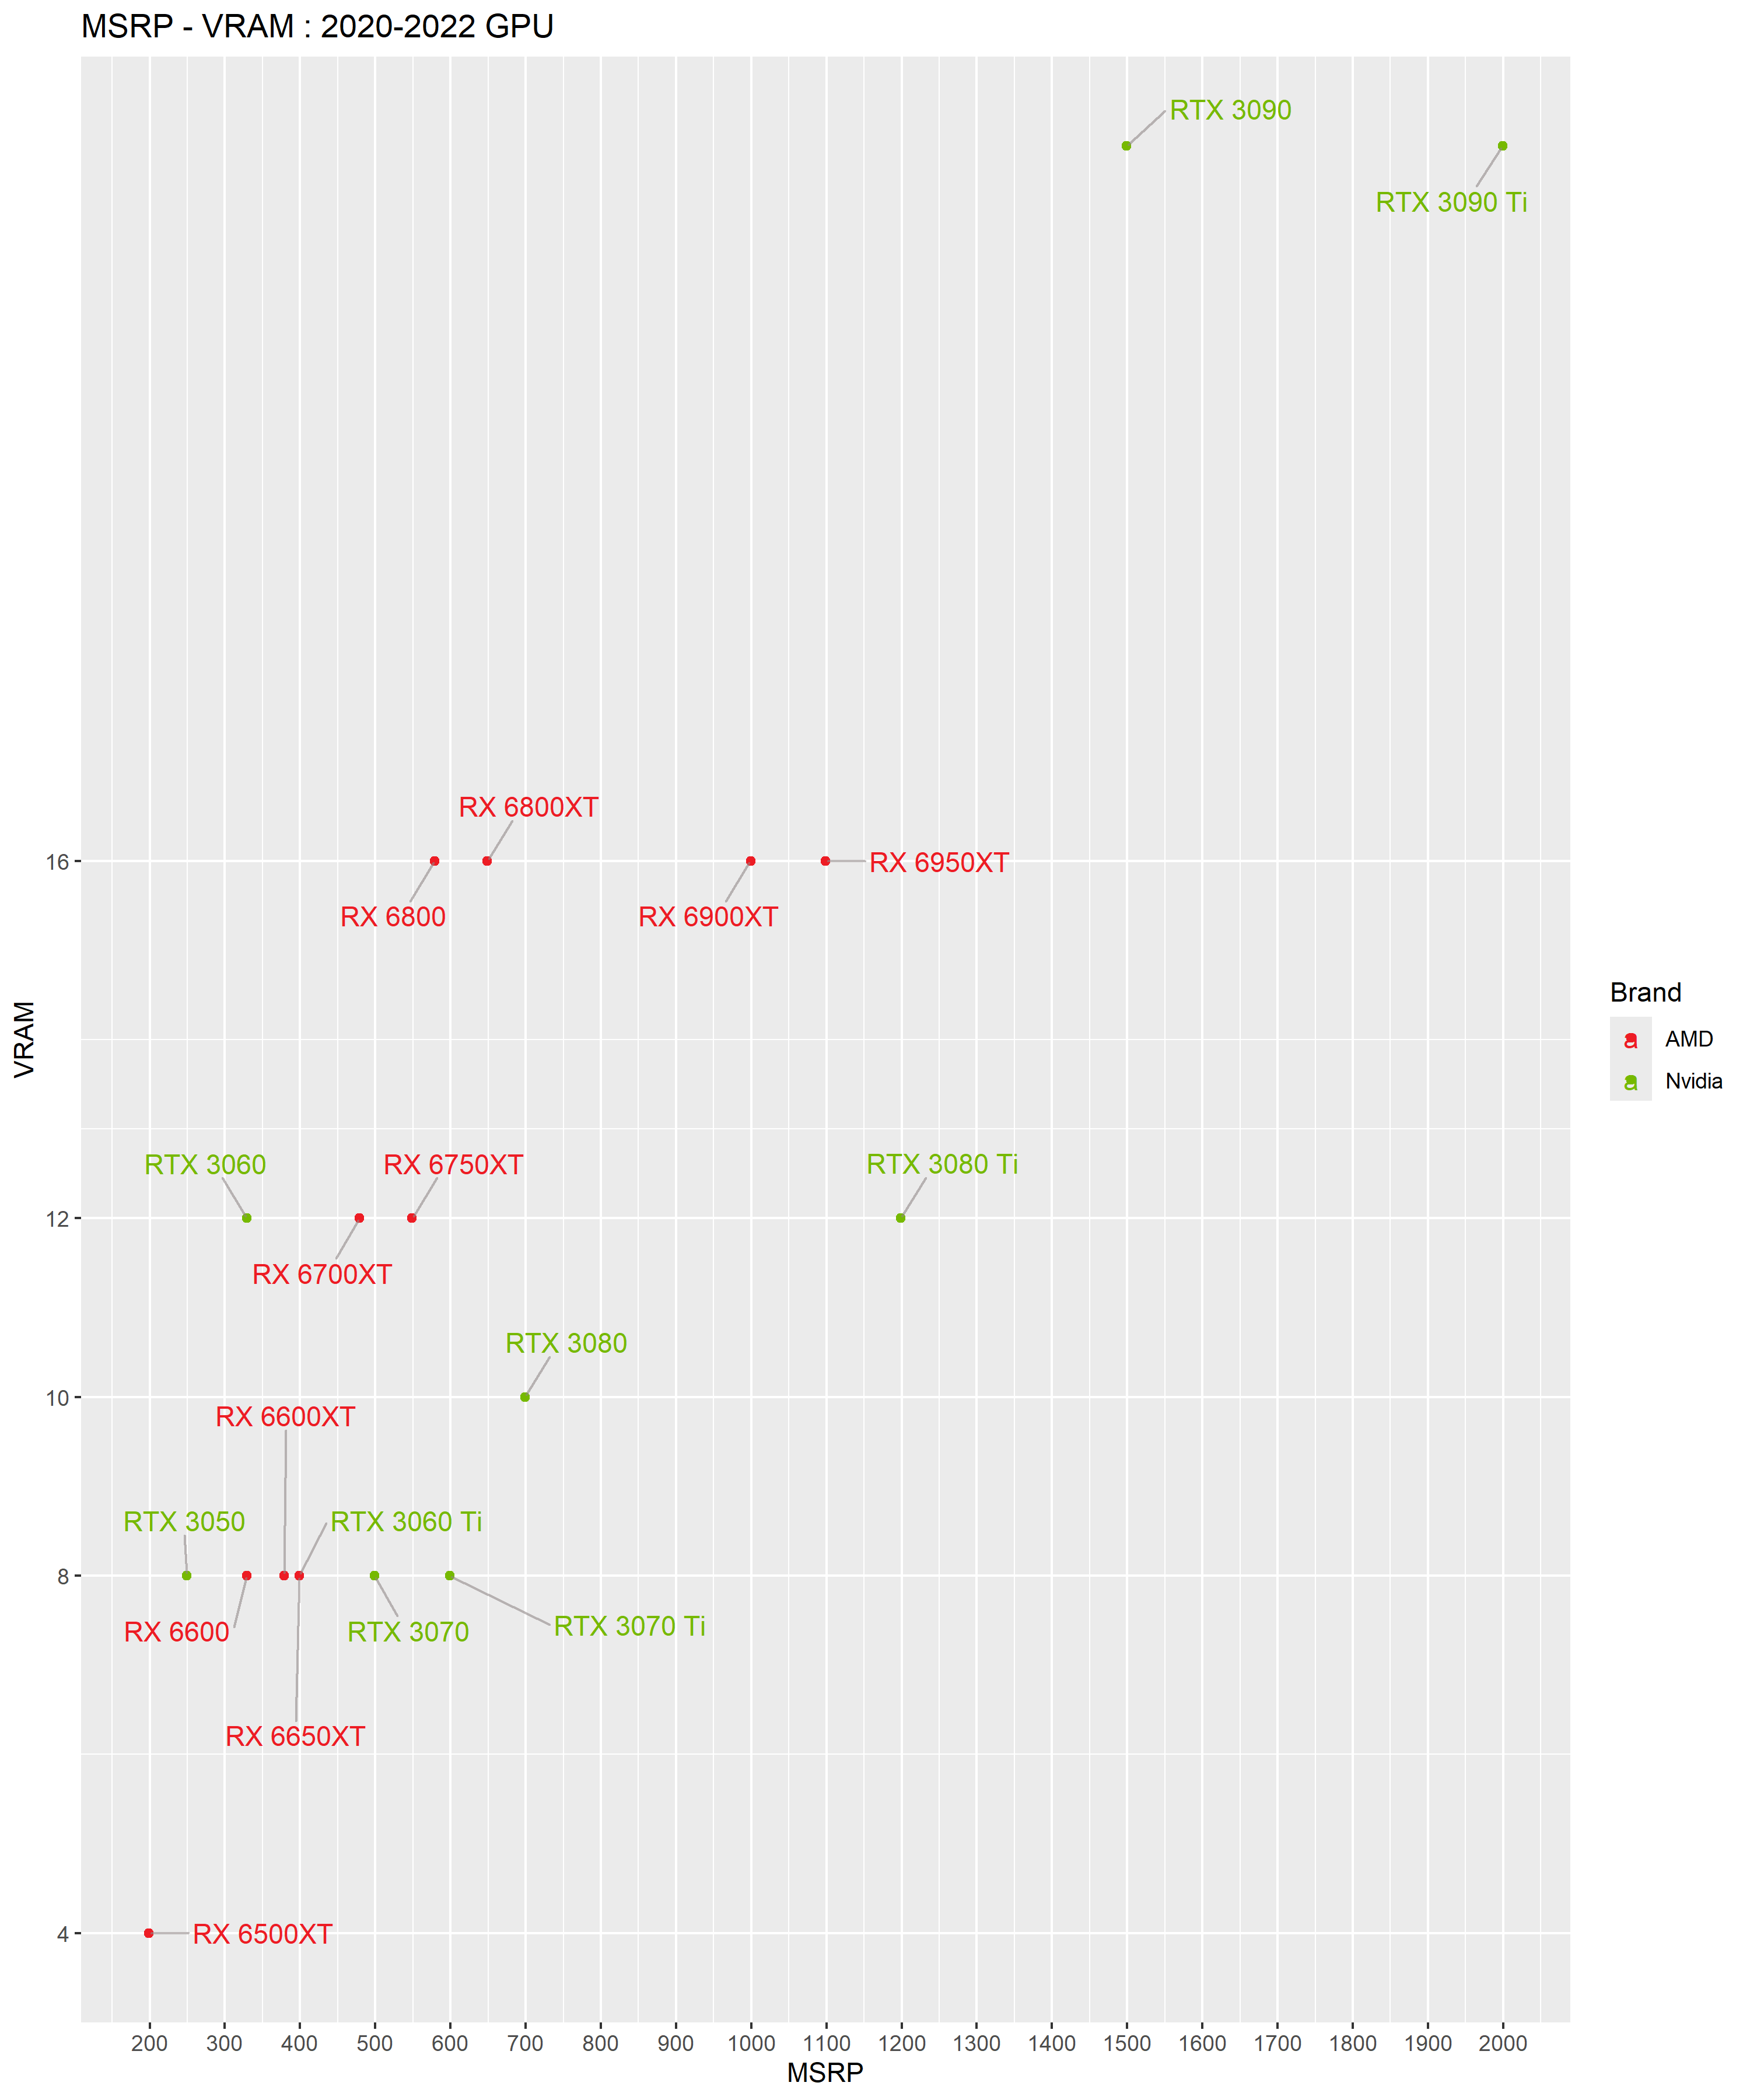 MSRP - VRAM : 2020-2022 GPU
RTX 3090
RTX 3090 Ti
RX 6800XT
16
RX 6950XT
RX 6800
RX 6900XT
Brand
VRAM
a AMD
a Nvidia
RTX 3060
RX 6750XT
RTX 3080 Ti
12
RX 6700XT
RTX 3080
10
RX 6600XT
RTX 3050
RTX 3060 Ti
8
RX 6600
RTX 3070
RTX 3070 Ti
RX 6650XT
4
RX 6500XT
200 300 400 500 600 700 800 900 1000 1100 1200 1300 1400 1500 1600 1700 1800 1900 2000
MSRP